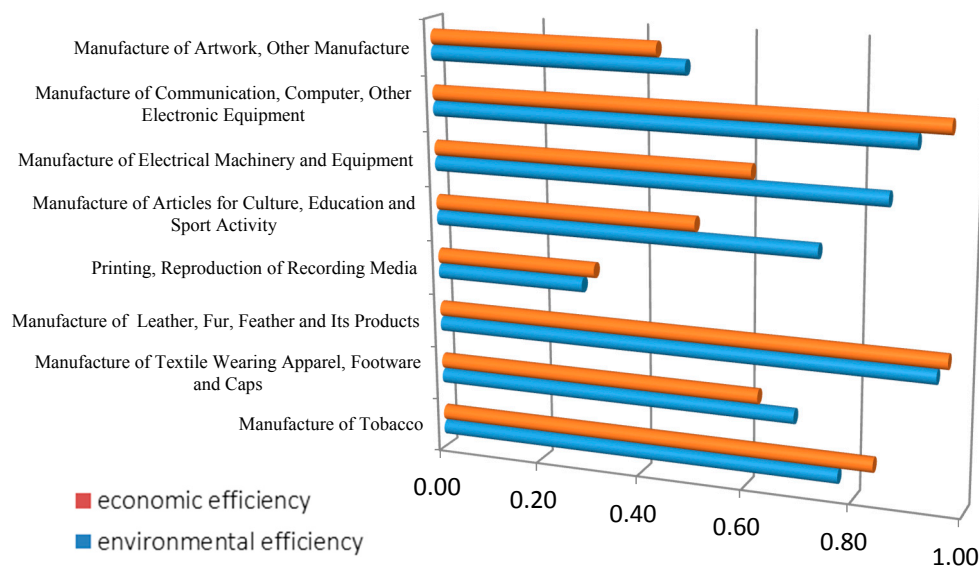 Manufacture of Artwork, Other Manufacture
Manufacture of Communication, Computer, Other
Electronic Equipment
Manufacture of Electrical Machinery and Equipment
Manufacture of Articles for Culture, Education and
Sport Activity
Printing, Reproduction of Recording Media
Manufacture of Leather, Fur, Feather and Its Products
Manufacture of Textile Wearing Apparel, Footware
and Caps
Manufacture of Tobacco
0.00
0.20
0.40
0.60
0.80
1.00
economic efficiency
environmental efficiency